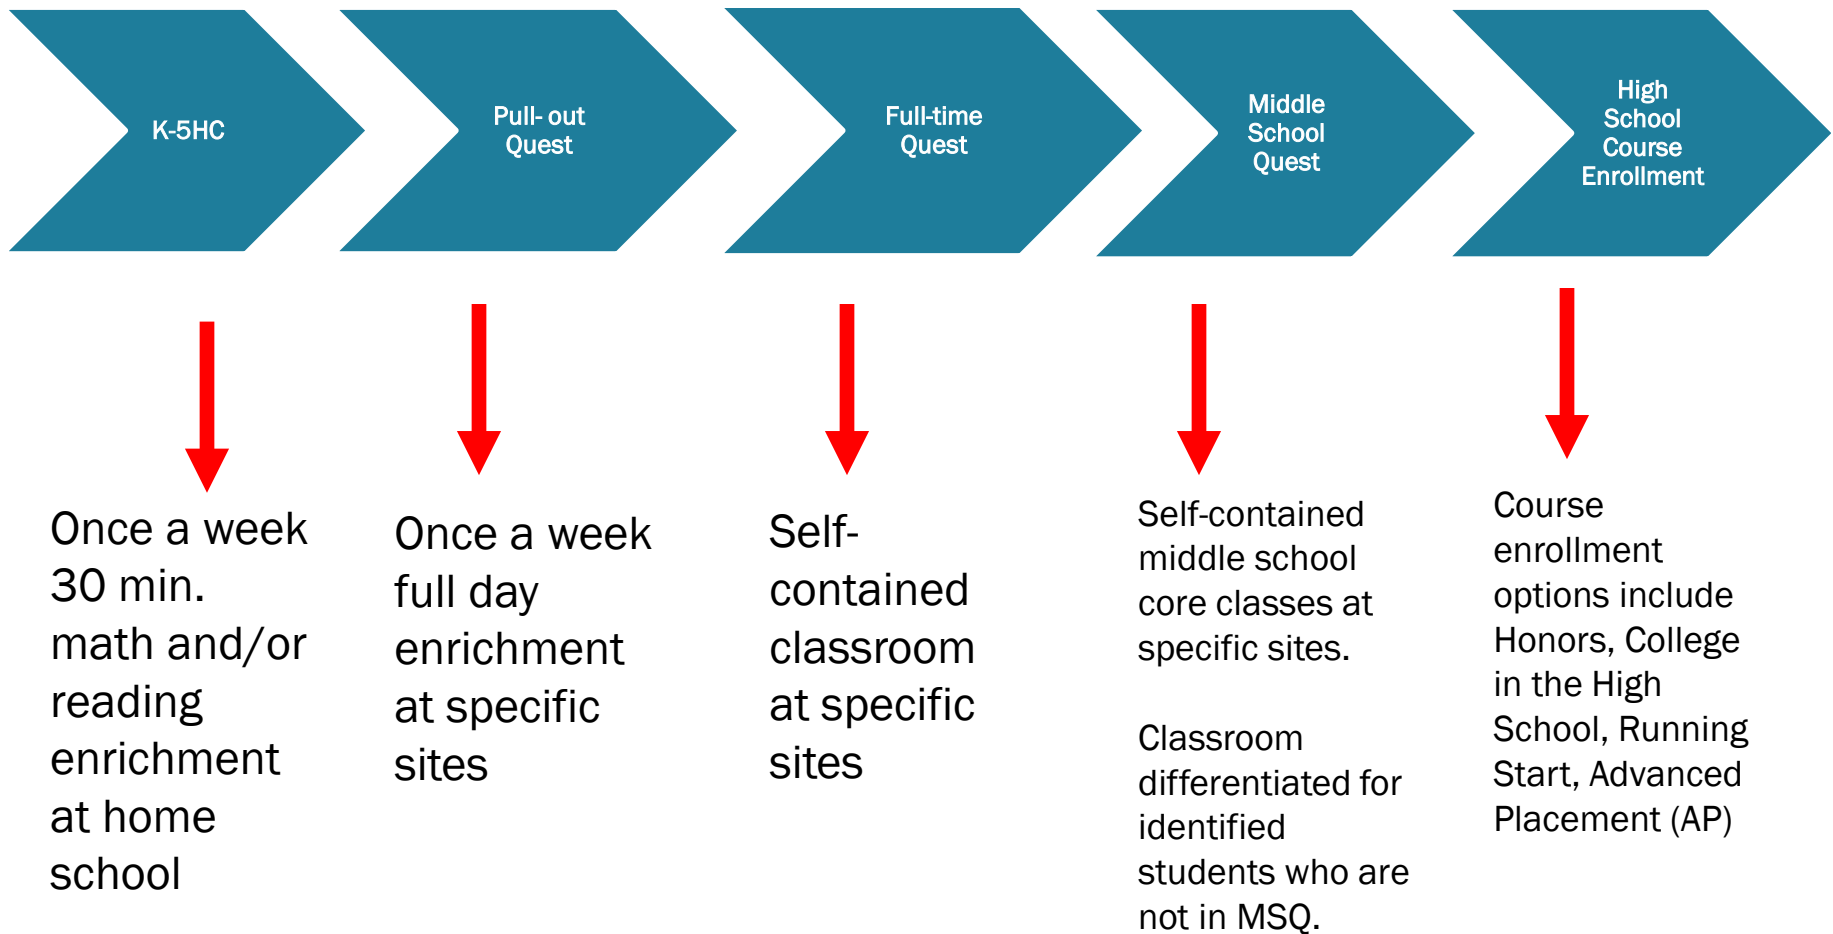 K-5HC
Pull- out
Quest
Full-time
Quest
Middle
School
Quest
High
School
Course
Enrollment
Once a week
30 min.
math and/or
reading
enrichment
at home
school
Once a week
full day
enrichment
at specific
sites
Self-
contained
classroom
at specific
sites
Self-contained
middle school
core classes at
specific sites.
Classroom
differentiated for
identified
students who are
not in MSQ.
Course
enrollment
options include
Honors, College
in the High
School, Running
Start, Advanced
Placement (AP)